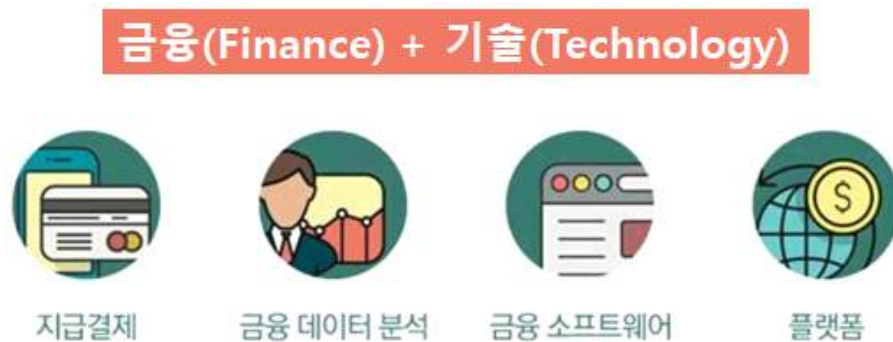 금융(Finance) + 기술(Technology)
지급결제 금융 데이터 분석 금융 소프트웨어 플랫폼